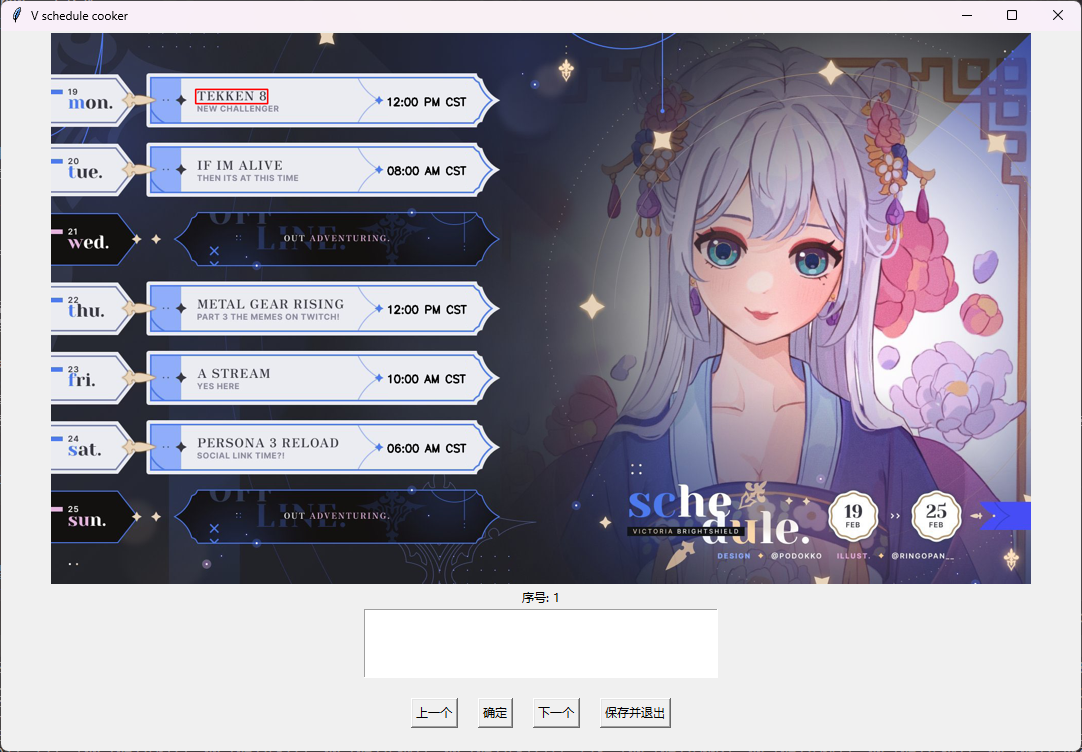 V schedule cooker
19
mon.
TEKKEN 8
NEW CHALLENGER
12:00 PM CST
20
tue.
IF IM ALIVE
THEN ITS AT THIS TIME
08:00 AM CST
21
wed.
OFF
LINE.
OUT ADVENTURING.
22
thu.
METAL GEAR RISING
PART 3 THE MEMES ON TWITCH!
12:00 PM CST
23
fri.
A STREAM
YES HERE
10:00 AM CST
24
sat.
PERSONA 3 RELOAD
SOCIAL LINK TIME?!
06:00 AM CST
25
sun.
OFF
LINE.
OUT ADVENTURING.
sche
dule.
VICTORIA BRIGHTSHIELD
19
FEB
25
FEB
DESIGN @PODOKKO ILLUST. @RINGOPAN__
序号: 1
上一个 确定 下一个 保存并退出